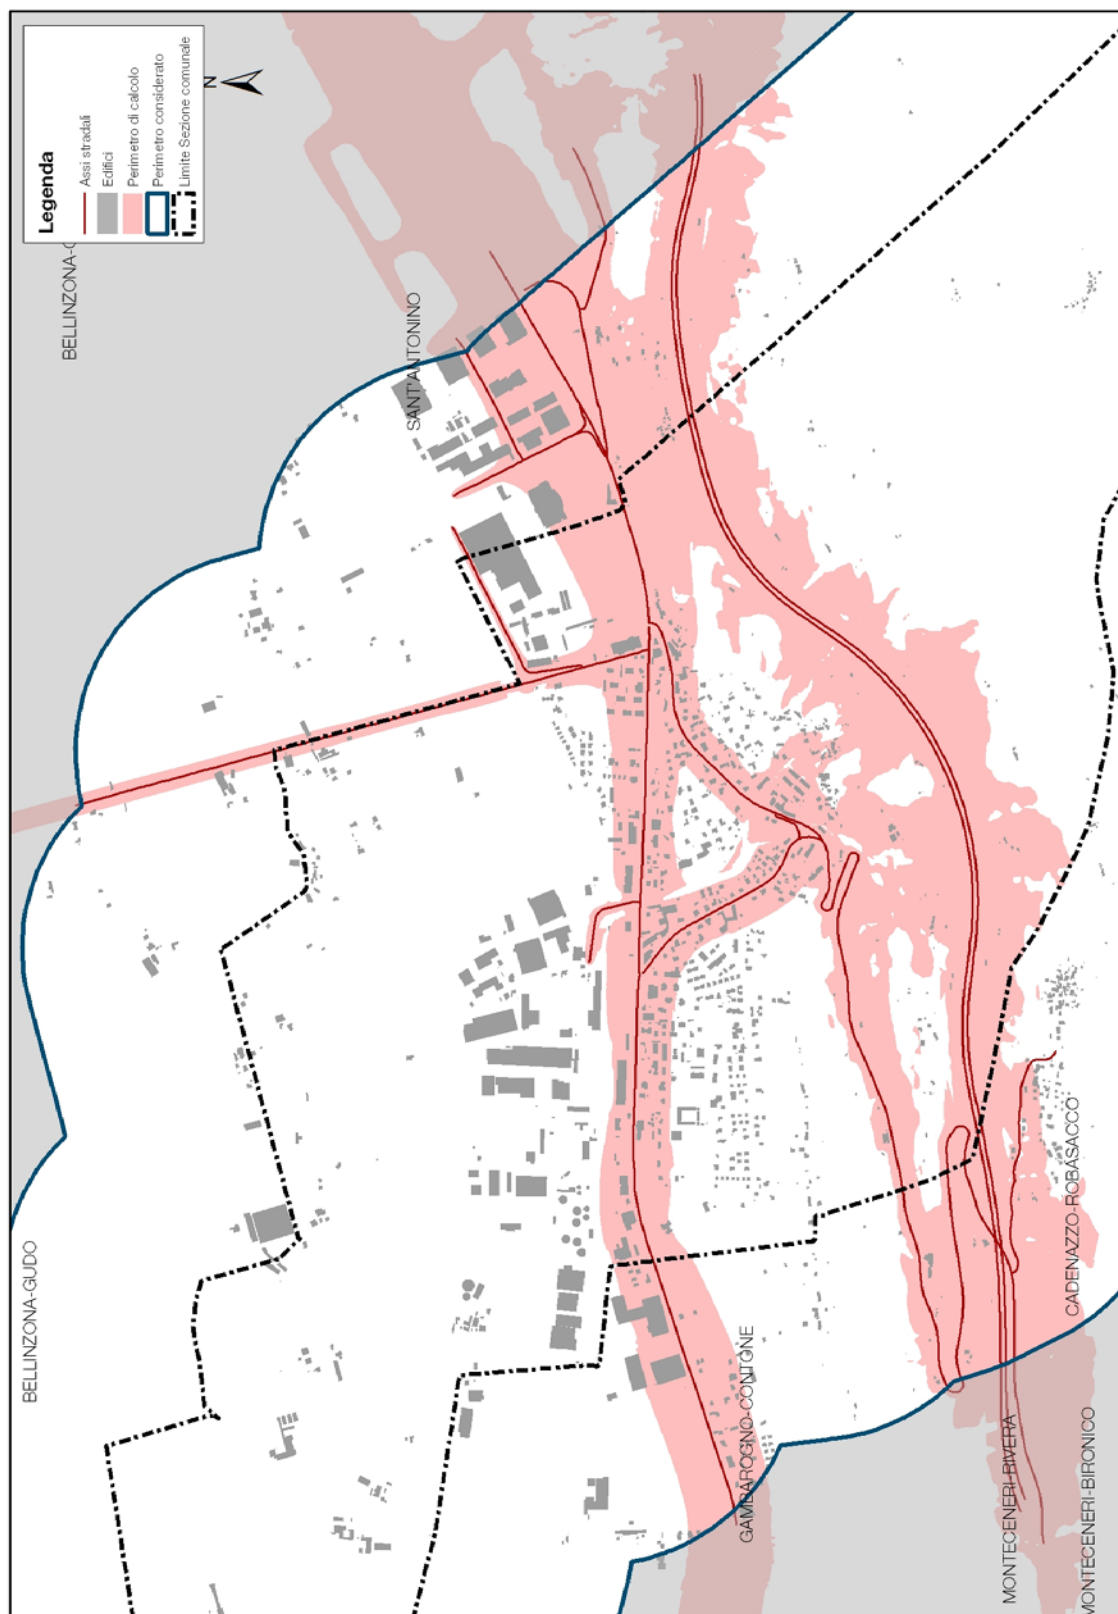 Legenda
Assi stradali
Edifici
Perimetro di calcolo
Perimetro considerato
Limite Sezione comunale
N
BELLINZONA-G
SANT'ANTONINO
BELLINZONA-GUDO
GAMBAROGNO-CONTONE
CADENAZZO-ROBASACCO
MONTECENERI-RIVERA
MONTECENERI-BIRONICO